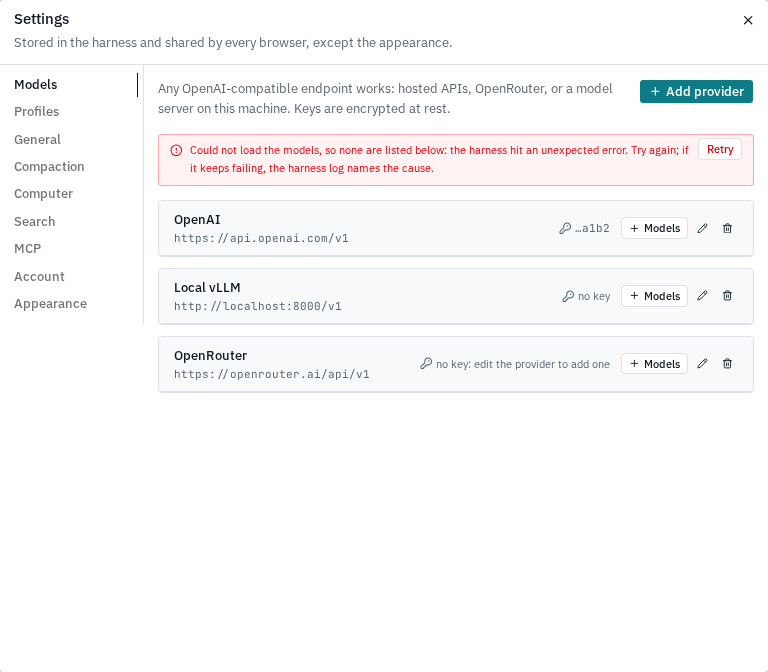 Settings
Stored in the harness and shared by every browser, except the appearance.
Models
Profiles
General
Compaction
Computer
Search
MCP
Account
Appearance
Any OpenAI-compatible endpoint works: hosted APIs, OpenRouter, or a model
server on this machine. Keys are encrypted at rest.
+ Add provider
Could not load the models, so none are listed below: the harness hit an unexpected error. Try again; if
it keeps failing, the harness log names the cause.
Retry
OpenAI
https://api.openai.com/v1
…a1b2
+ Models
Local vLLM
http://localhost:8000/v1
no key
+ Models
OpenRouter
https://openrouter.ai/api/v1
no key: edit the provider to add one
+ Models